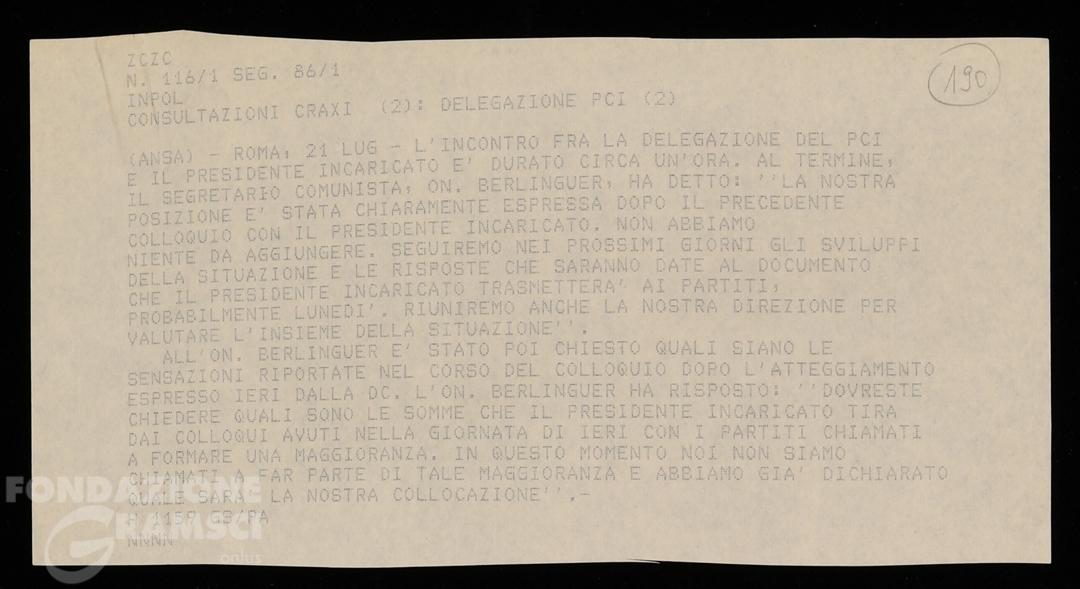 ZCZC
N. 116/1 SEG. 86/1
INPOL
CONSULTAZIONI CRAXI (2): DELEGAZIONE PCI (2)
190
(ANSA) - ROMA, 21 LUG - L'INCONTRO FRA LA DELEGAZIONE DEL PCI
E IL PRESIDENTE INCARICATO E' DURATO CIRCA UN'ORA. AL TERMINE,
IL SEGRETARIO COMUNISTA, ON. BERLINGUER, HA DETTO: ''LA NOSTRA
POSIZIONE E' STATA CHIARAMENTE ESPRESSA DOPO IL PRECEDENTE
COLLOQUIO CON IL PRESIDENTE INCARICATO. NON ABBIAMO
NIENTE DA AGGIUNGERE. SEGUIREMO NEI PROSSIMI GIORNI GLI SVILUPPI
DELLA SITUAZIONE E LE RISPOSTE CHE SARANNO DATE AL DOCUMENTO
CHE IL PRESIDENTE INCARICATO TRASMETTERA' AI PARTITI,
PROBABILMENTE LUNEDI'. RIUNIREMO ANCHE LA NOSTRA DIREZIONE PER
VALUTARE L'INSIEME DELLA SITUAZIONE''.
ALL'ON. BERLINGUER E' STATO POI CHIESTO QUALI SIANO LE
SENSAZIONI RIPORTATE NEL CORSO DEL COLLOQUIO DOPO L'ATTEGGIAMENTO
ESPRESSO IERI DALLA DC. L'ON. BERLINGUER HA RISPOSTO: ''DOVRESTE
CHIEDERE QUALI SONO LE SOMME CHE IL PRESIDENTE INCARICATO TIRA
DAI COLLOQUI AVUTI NELLA GIORNATA DI IERI CON I PARTITI CHIAMATI
A FORMARE UNA MAGGIORANZA. IN QUESTO MOMENTO NOI NON SIAMO
CHIAMATI A FAR PARTE DI TALE MAGGIORANZA E ABBIAMO GIA' DICHIARATO
QUALE SARA' LA NOSTRA COLLOCAZIONE''.-
H 1159 GB/PA
NNNN
FONDAZIONE
GRAMSCI
onlus